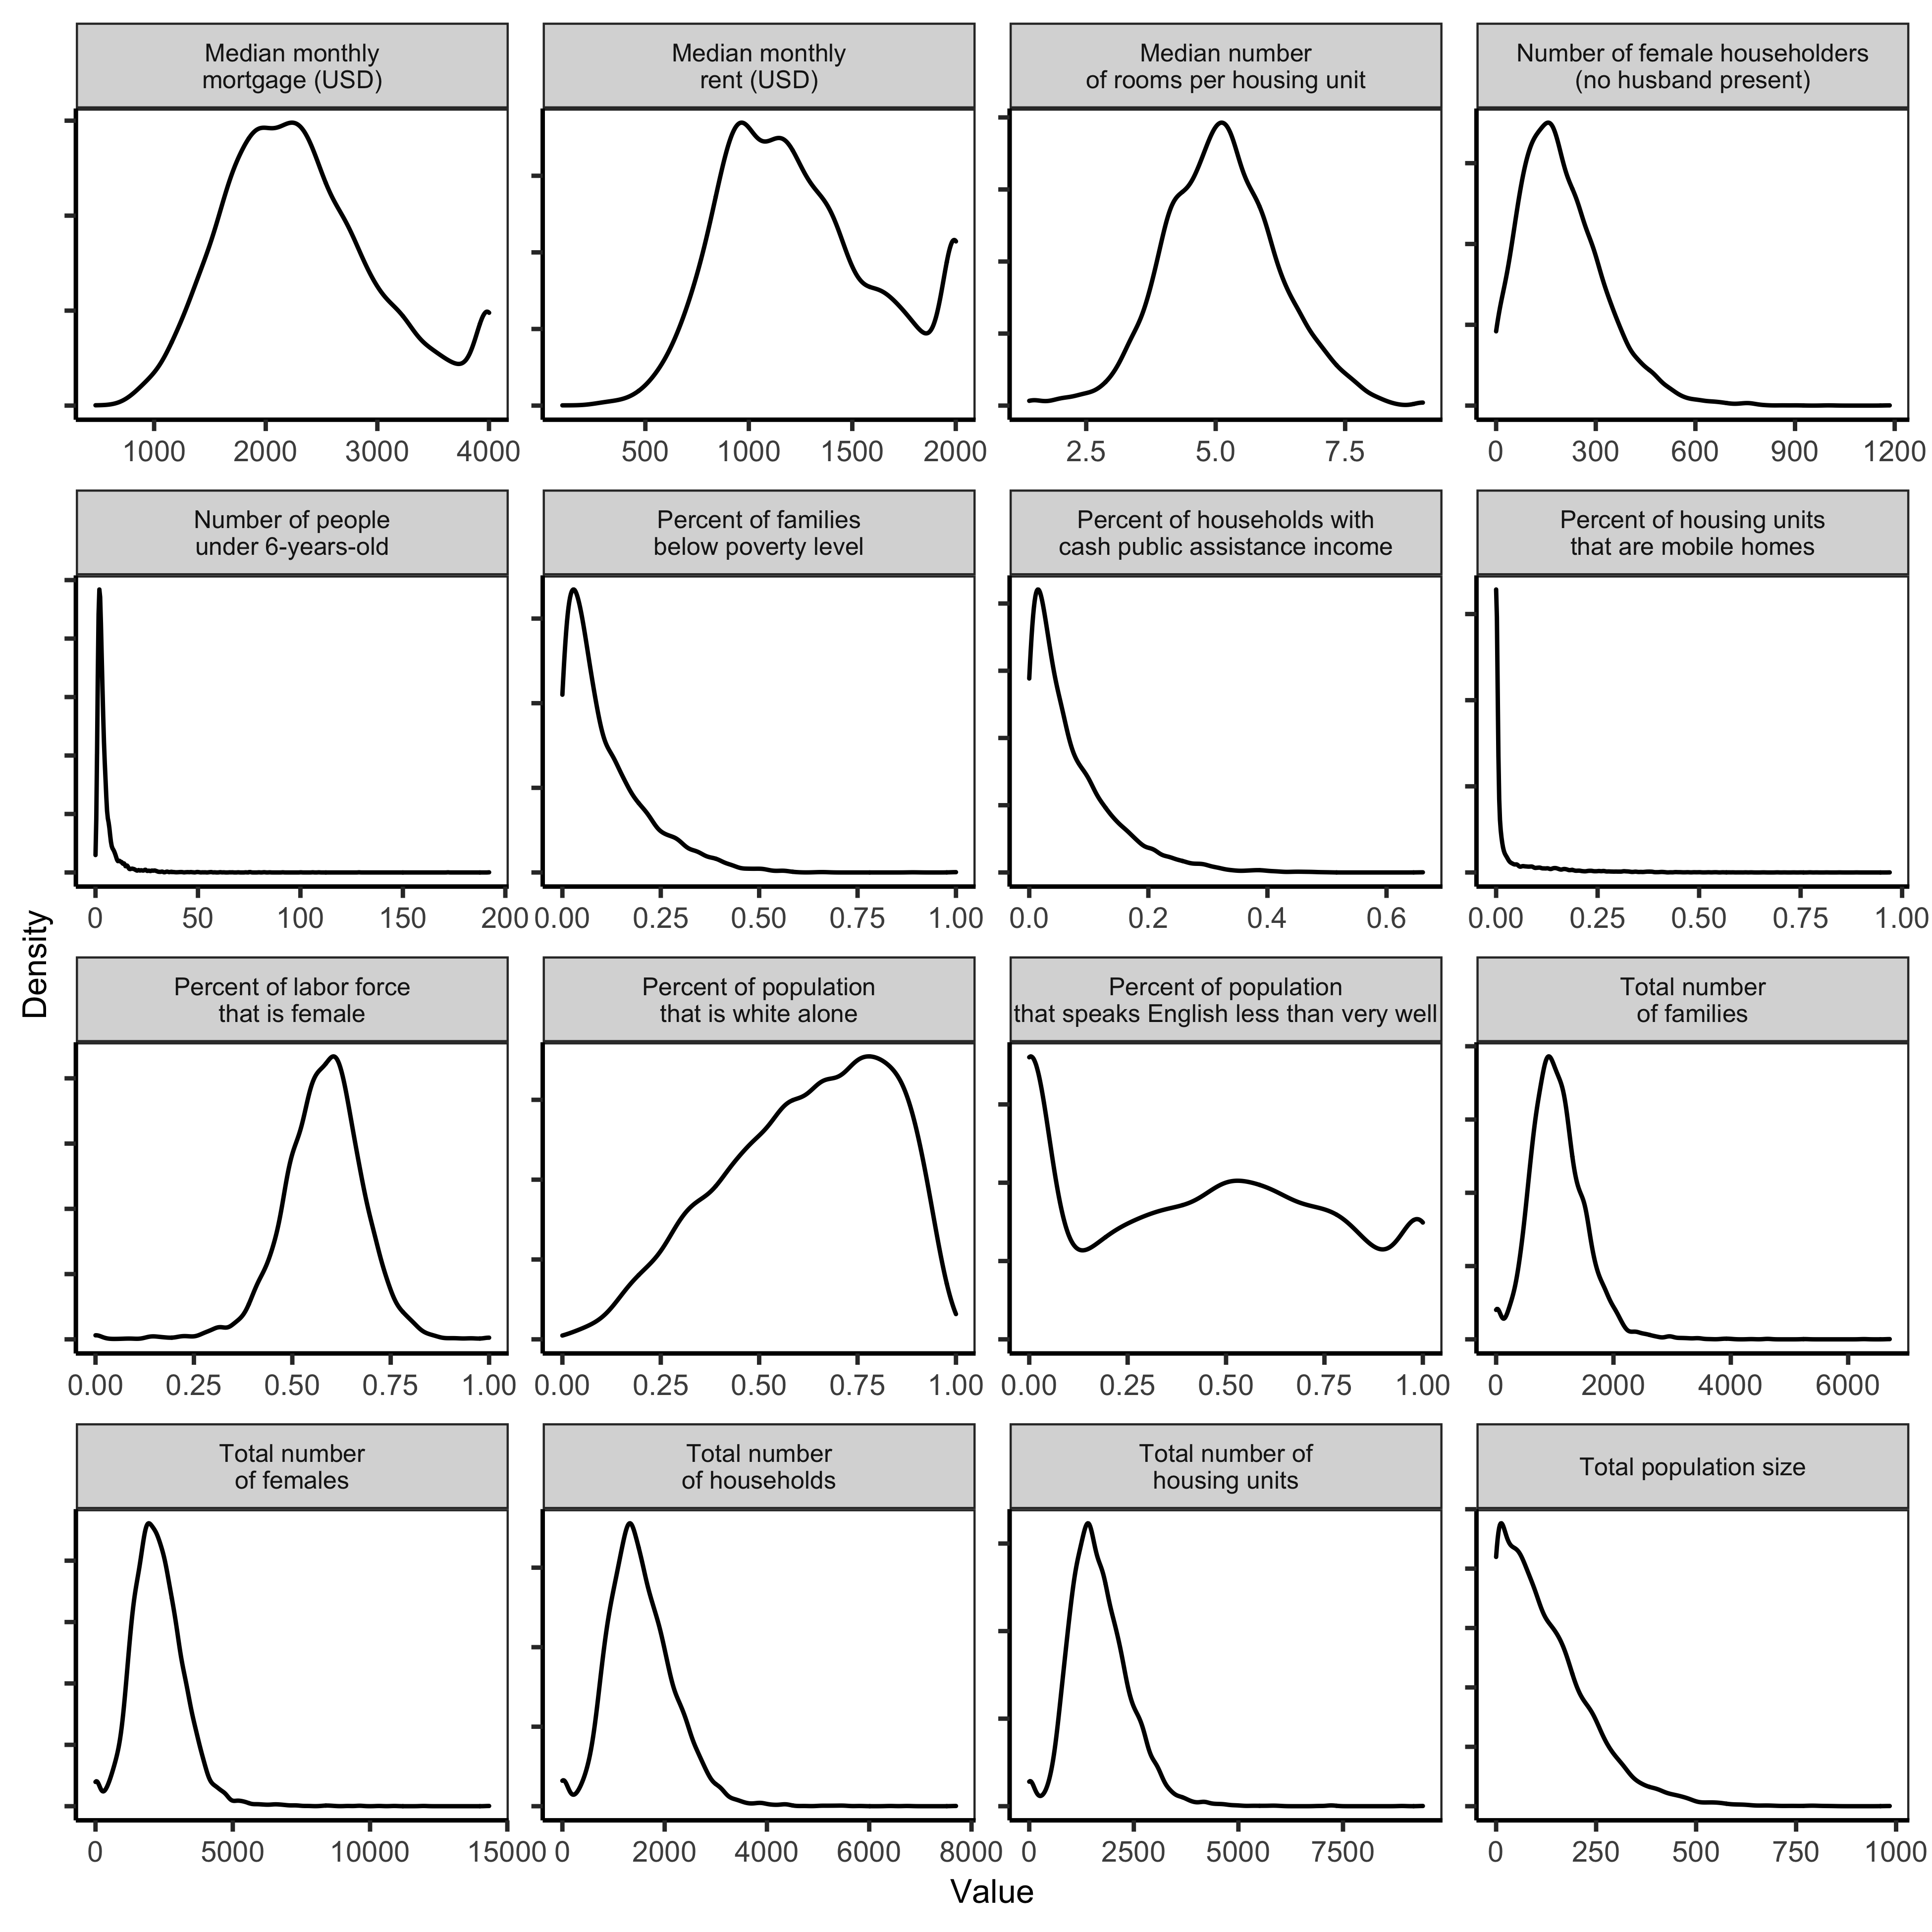 Median monthly
mortgage (USD)
Median monthly
rent (USD)
Median number
of rooms per housing unit
Number of female householders
(no husband present)
1000 2000 3000 4000
500 1000 1500 2000
2.5 5.0 7.5
0 300 600 900 1200
Number of people
under 6-years-old
Percent of families
below poverty level
Percent of households with
cash public assistance income
Percent of housing units
that are mobile homes
0 50 100 150 200
0.00 0.25 0.50 0.75 1.00
0.0 0.2 0.4 0.6
0.00 0.25 0.50 0.75 1.00
Density
Percent of labor force
that is female
Percent of population
that is white alone
Percent of population
that speaks English less than very well
Total number
of families
0.00 0.25 0.50 0.75 1.00
0.00 0.25 0.50 0.75 1.00
0.00 0.25 0.50 0.75 1.00
0 2000 4000 6000
Total number
of females
Total number
of households
Total number of
housing units
Total population size
0 5000 10000 15000
0 2000 4000 6000 8000
0 2500 5000 7500
0 250 500 750 1000
Value